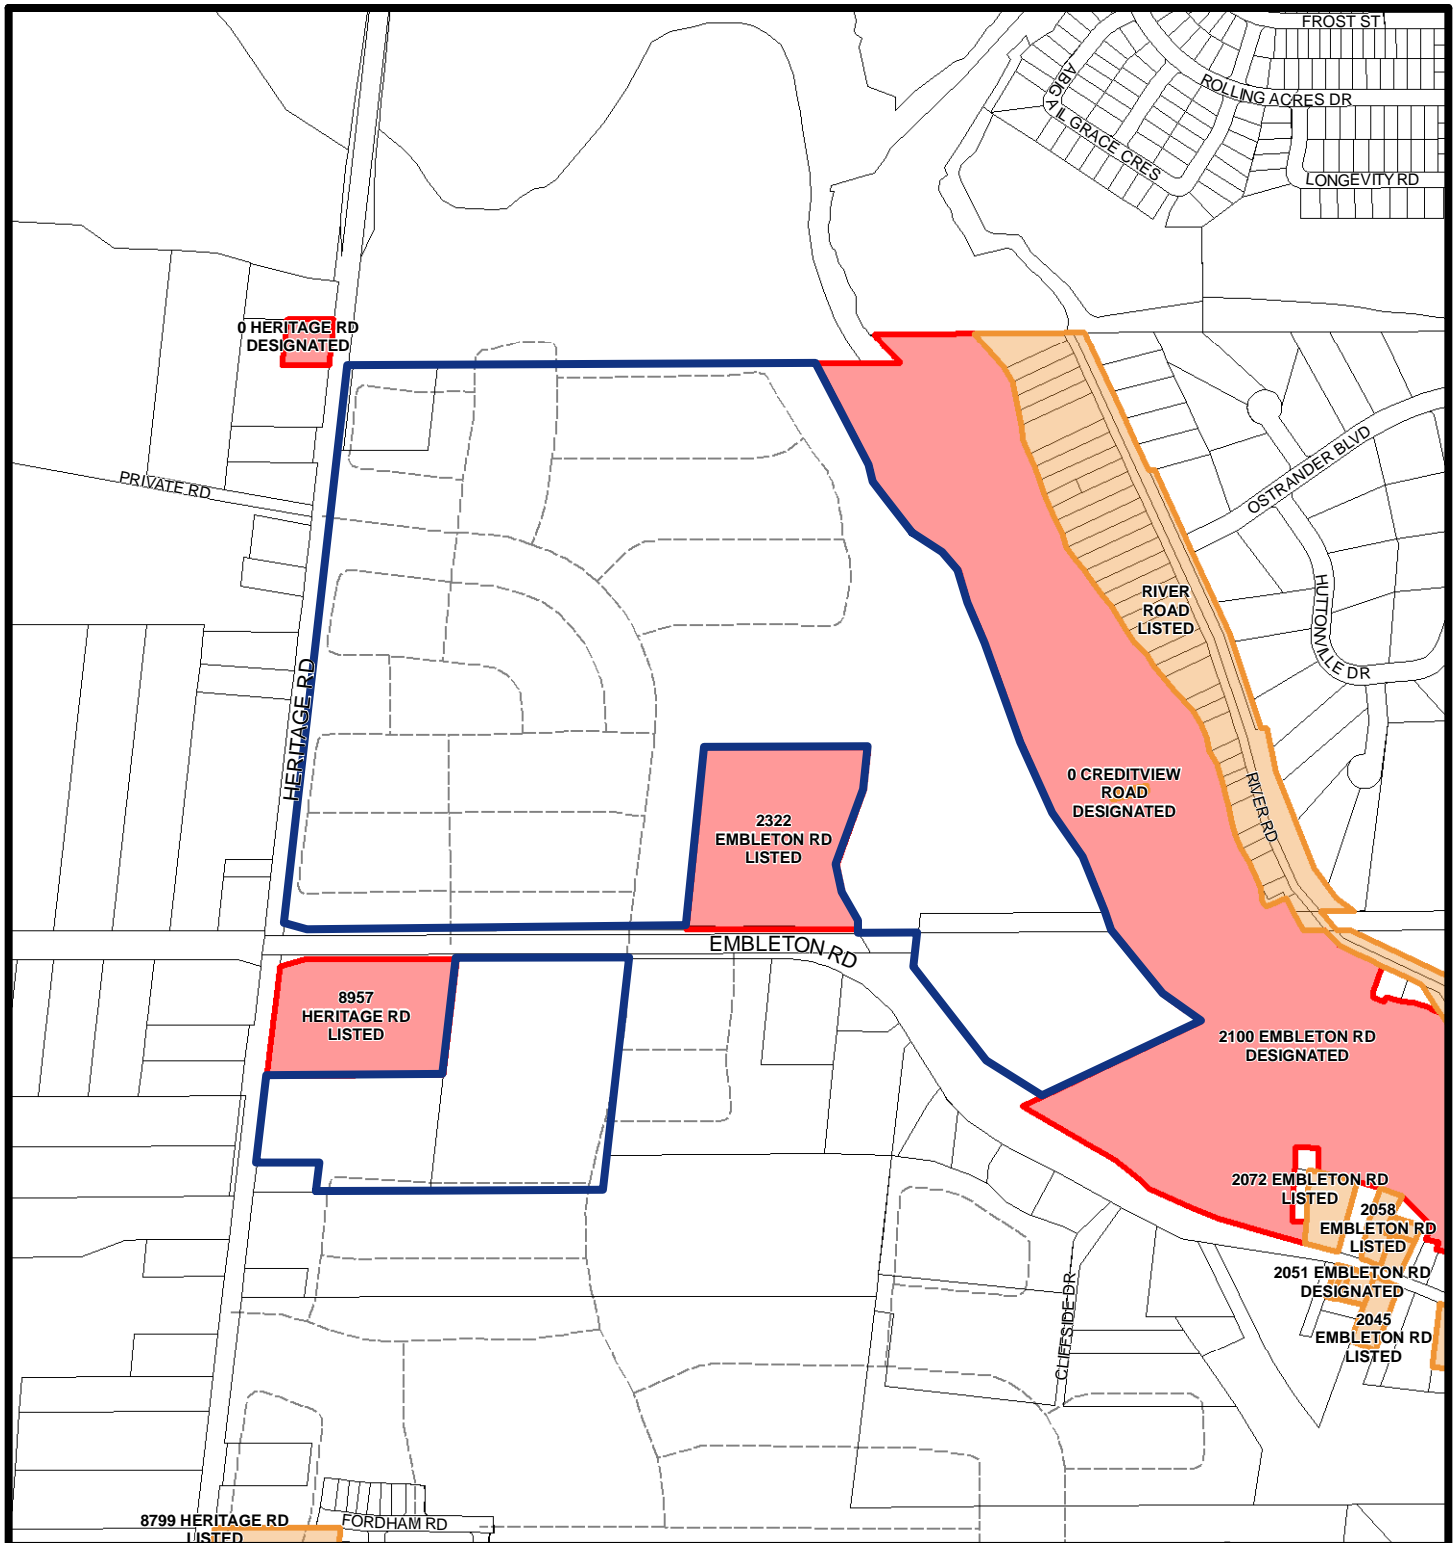 FROST ST
ROLLING ACRES DR
ABIGAIL GRACE CRES
LONGEVITY RD
0 HERITAGE RD
DESIGNATED
PRIVATE RD
OSTRANDER BLVD
HUTTONVILLE DR
RIVER
ROAD
LISTED
HERITAGE RD
0 CREDITVIEW
ROAD
DESIGNATED
RIVER RD
2322
EMBLETON RD
LISTED
EMBLETON RD
8957
HERITAGE RD
LISTED
2100 EMBLETON RD
DESIGNATED
2072 EMBLETON RD
LISTED
2058
EMBLETON RD
LISTED
2051 EMBLETON RD
DESIGNATED
2045
EMBLETON RD
LISTED
CLIFFSIDE DR
8799 HERITAGE RD
LISTED
FORDHAM RD